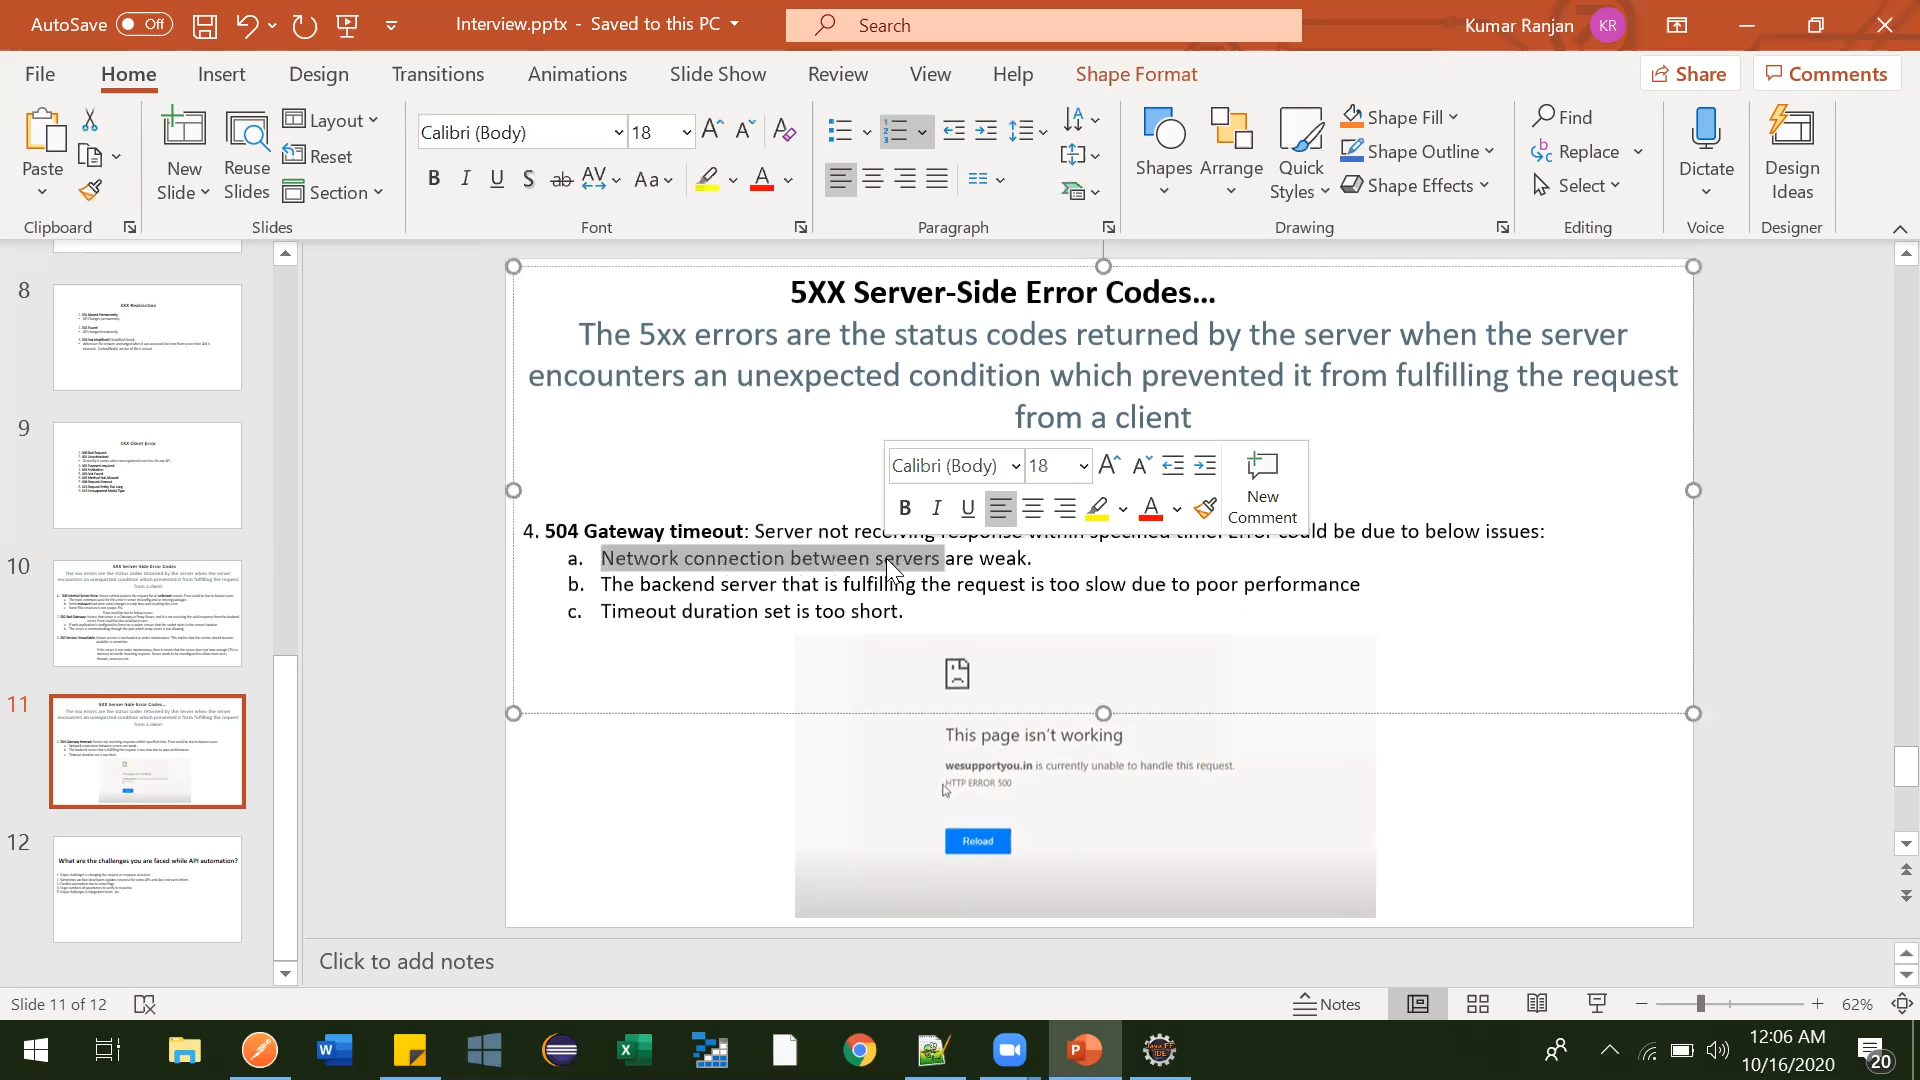 AutoSave Off Interview.pptx - Saved to this PC Search Kumar Ranjan KR
File Home Insert Design Transitions Animations Slide Show Review View Help Shape Format Share Comments
Paste
Clipboard
New Slide
Reuse Slides
Layout
Reset
Section
Slides
Calibri (Body) 18
Font
Paragraph
Shapes
Arrange
Quick Styles
Shape Fill
Shape Outline
Shape Effects
Drawing
Find
Replace
Select
Editing
Dictate
Voice
Design Ideas
Designer
8
9
10
11
12
What are the challenges you are faced while API automation?
5XX Server-Side Error Codes...
The 5xx errors are the status codes returned by the server when the server
encounters an unexpected condition which prevented it from fulfilling the request
from a client
Calibri (Body) 18
New Comment
4. 504 Gateway timeout: Server not receiving response within specified time. Error could be due to below issues:
a. Network connection between servers are weak.
b. The backend server that is fulfilling the request is too slow due to poor performance
c. Timeout duration set is too short.
This page isn't working
wesupportyou.in is currently unable to handle this request.
HTTP ERROR 500
Reload
Click to add notes
Slide 11 of 12 Notes 62%
12:06 AM
10/16/2020
20